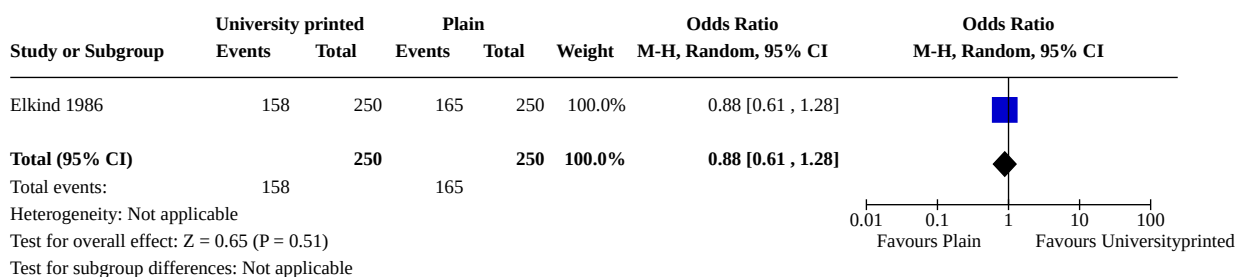 University printed Plain Odds Ratio Odds Ratio
Study or Subgroup Events Total Events Total Weight M-H, Random, 95% CI M-H, Random, 95% CI
Elkind 1986 158 250 165 250 100.0% 0.88 [0.61 , 1.28]
Total (95% CI) 250 250 100.0% 0.88 [0.61 , 1.28]
Total events: 158 165
Heterogeneity: Not applicable
0.01 0.1 1 10 100
Test for overall effect: Z = 0.65 (P = 0.51) Favours Plain Favours Universityprinted
Test for subgroup differences: Not applicable